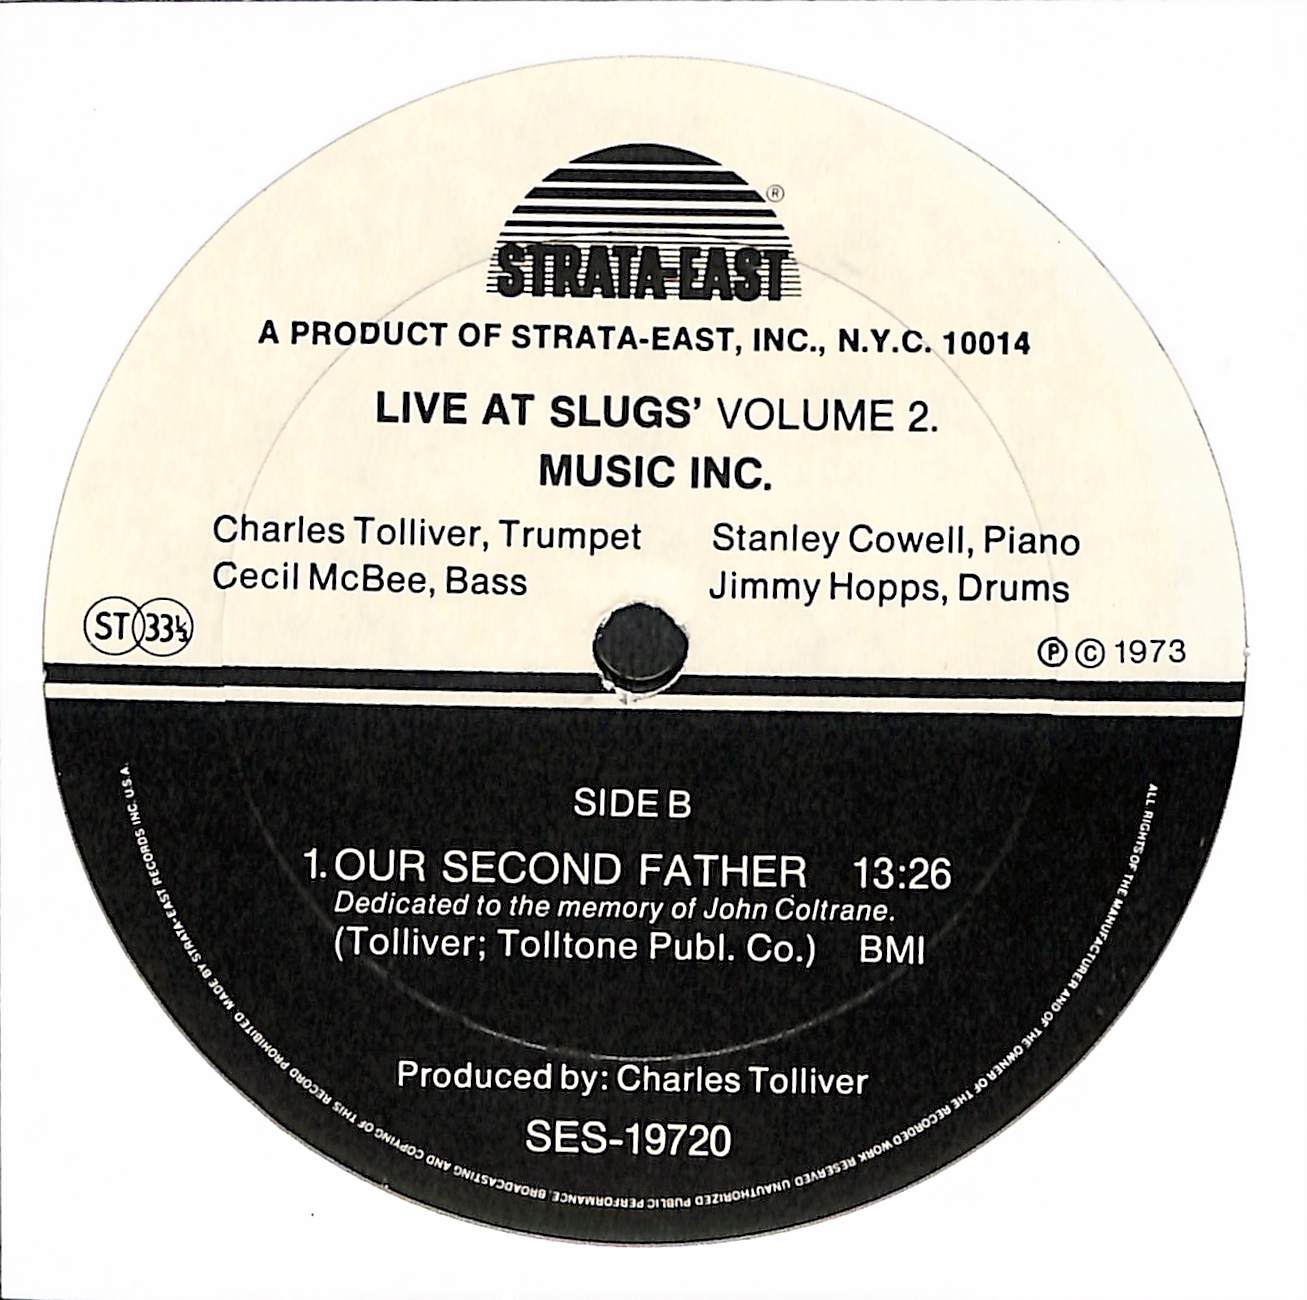 STRATA-EAST ®
A PRODUCT OF STRATA-EAST, INC., N.Y.C. 10014
LIVE AT SLUGS' VOLUME 2.
MUSIC INC.
Charles Tolliver, Trumpet Stanley Cowell, Piano
Cecil McBee, Bass Jimmy Hopps, Drums
ST 33⅓
Ⓟ © 1973
SIDE B
1. OUR SECOND FATHER 13:26
Dedicated to the memory of John Coltrane.
(Tolliver; Tolltone Publ. Co.) BMI
Produced by: Charles Tolliver
SES-19720
ALL RIGHTS OF THE MANUFACTURER AND OF THE OWNER OF THE RECORDED WORK RESERVED UNAUTHORIZED PUBLIC PERFORMANCE, BROADCASTING AND COPYING OF THIS RECORD PROHIBITED MADE BY STRATA-EAST RECORDS INC. U.S.A.